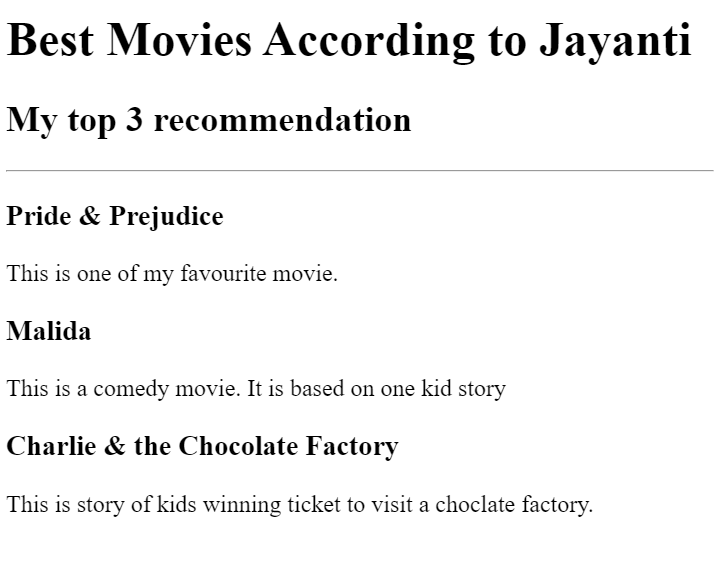 Best Movies According to Jayanti
My top 3 recommendation
Pride & Prejudice
This is one of my favourite movie.
Malida
This is a comedy movie. It is based on one kid story
Charlie & the Chocolate Factory
This is story of kids winning ticket to visit a choclate factory.